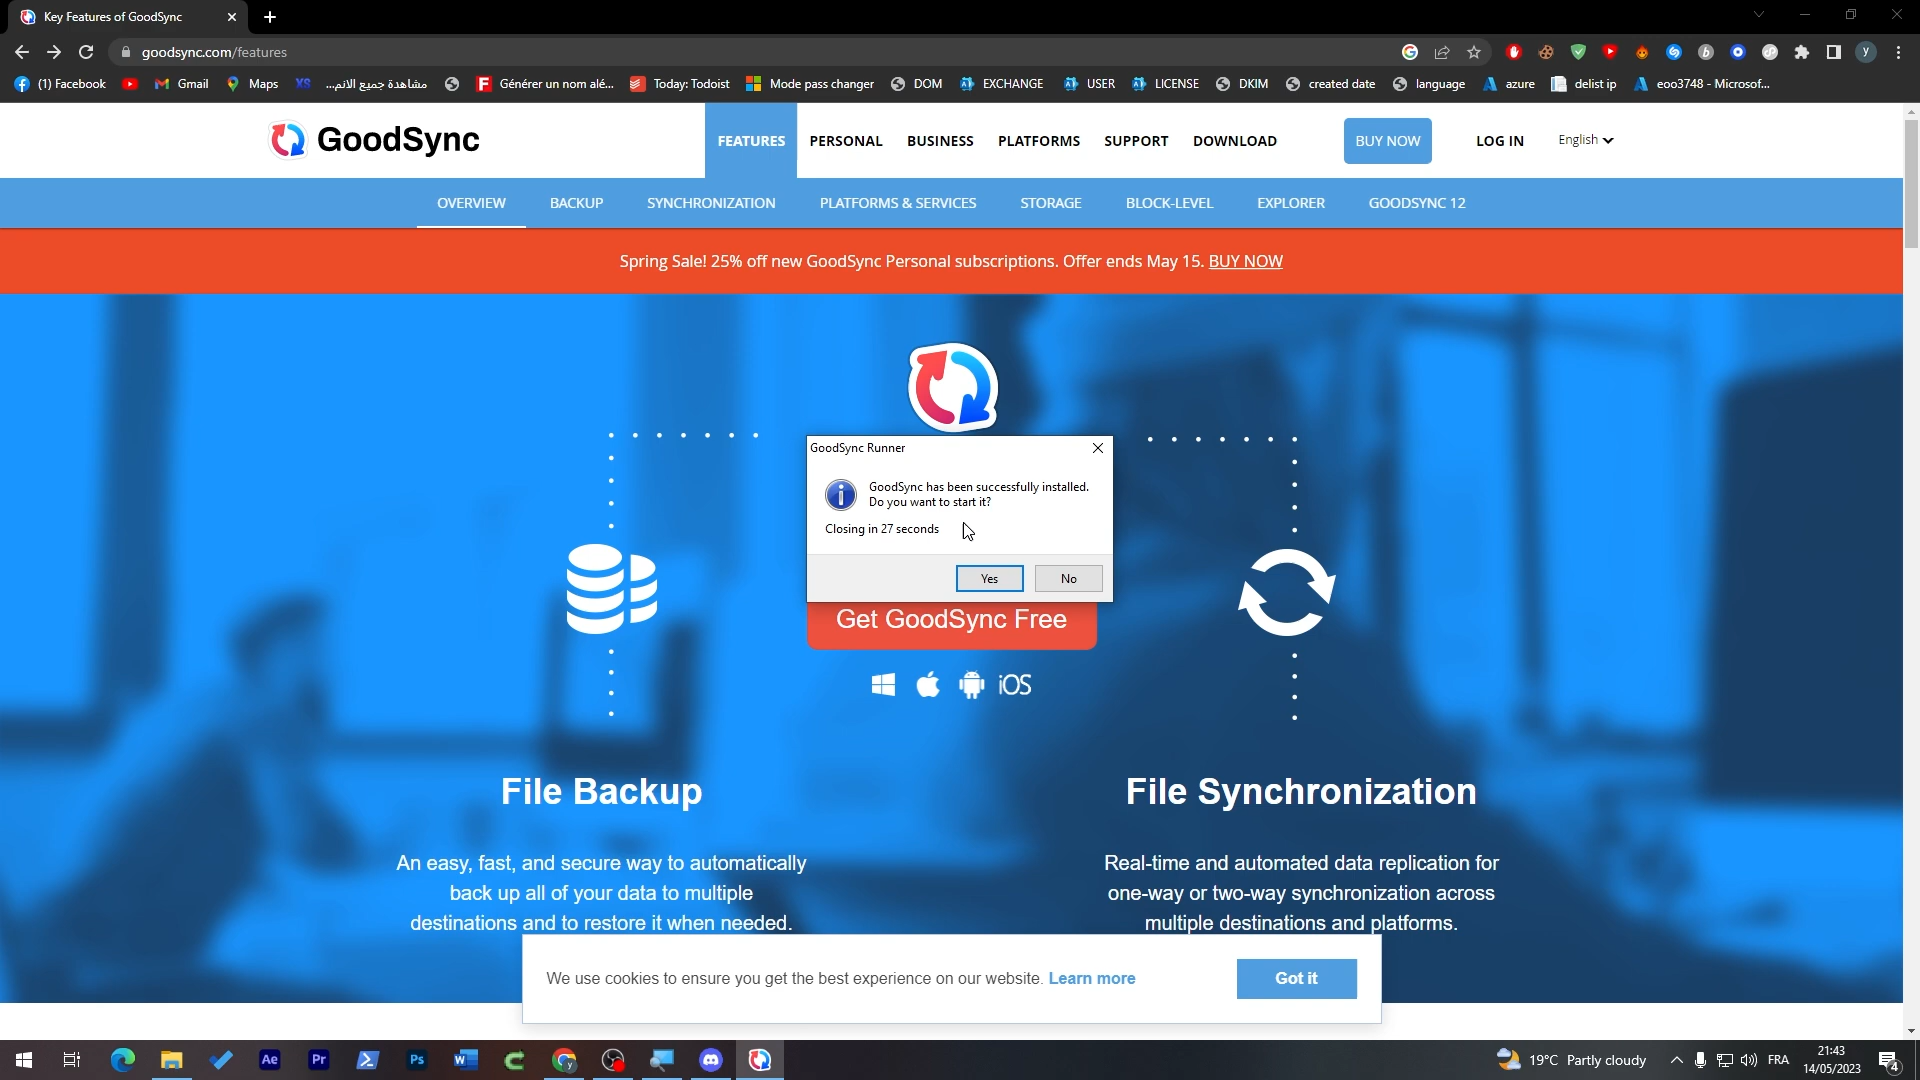 Key Features of GoodSync
goodsync.com/features
y
(1) Facebook
Gmail
Maps
XS
مشاهدة جميع الانم...
Générer un nom alé...
Today: Todoist
Mode pass changer
DOM
EXCHANGE
USER
LICENSE
DKIM
created date
language
azure
delist ip
eoo3748 - Microsof...
GoodSync
FEATURES
PERSONAL
BUSINESS
PLATFORMS
SUPPORT
DOWNLOAD
BUY NOW
LOG IN
English
OVERVIEW
BACKUP
SYNCHRONIZATION
PLATFORMS & SERVICES
STORAGE
BLOCK-LEVEL
EXPLORER
GOODSYNC 12
Spring Sale! 25% off new GoodSync Personal subscriptions. Offer ends May 15. BUY NOW
GoodSync Runner
GoodSync has been successfully installed.
Do you want to start it?
Closing in 27 seconds
Yes
No
Get GoodSync Free
iOS
File Backup
An easy, fast, and secure way to automatically
back up all of your data to multiple
destinations and to restore it when needed.
File Synchronization
Real-time and automated data replication for
one-way or two-way synchronization across
multiple destinations and platforms.
We use cookies to ensure you get the best experience on our website. Learn more
Got it
Ae
Pr
Ps
19°C Partly cloudy
FRA
21:43
14/05/2023
4